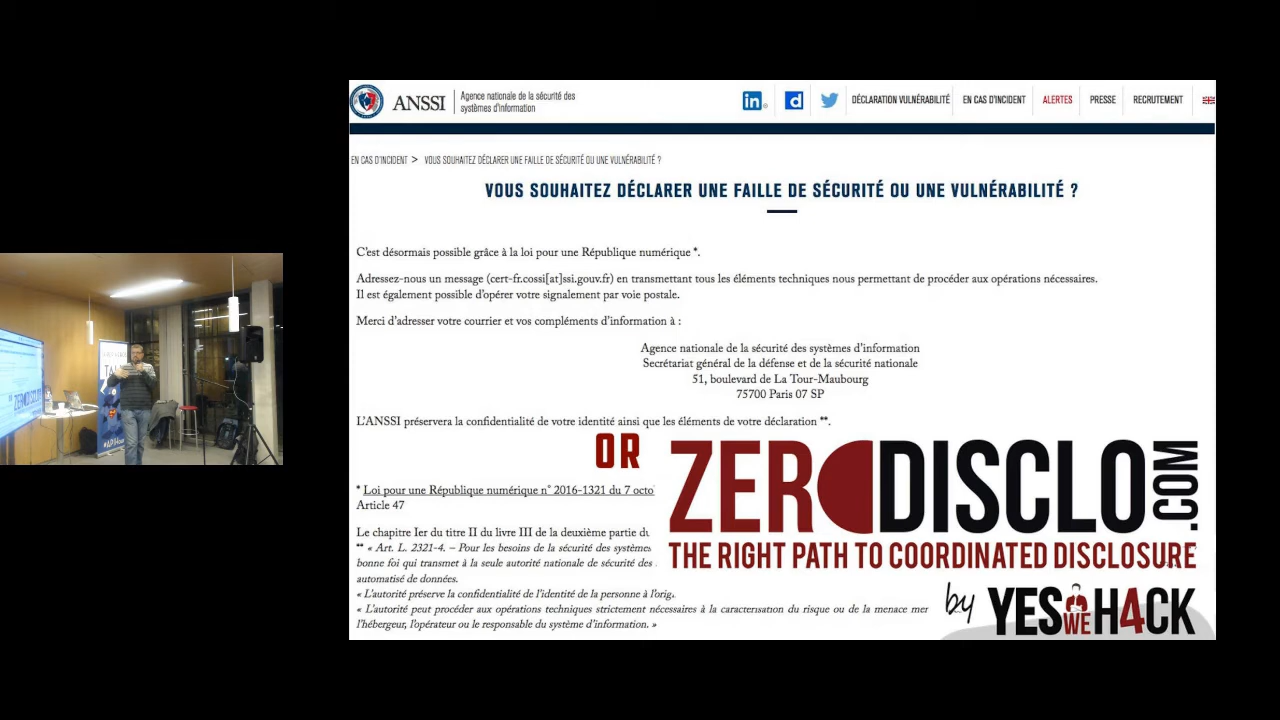 ANSSI
Agence nationale de la sécurité des
systèmes d'information
in
d
DÉCLARATION VULNÉRABILITÉ
EN CAS D'INCIDENT
ALERTES
PRESSE
RECRUTEMENT
EN CAS D'INCIDENT > VOUS SOUHAITEZ DÉCLARER UNE FAILLE DE SÉCURITÉ OU UNE VULNÉRABILITÉ ?
VOUS SOUHAITEZ DÉCLARER UNE FAILLE DE SÉCURITÉ OU UNE VULNÉRABILITÉ ?
C'est désormais possible grâce à la loi pour une République numérique *.
Adressez-nous un message (cert-fr.cossi[at]ssi.gouv.fr) en transmettant tous les éléments techniques nous permettant de procéder aux opérations nécessaires.
Il est également possible d'opérer votre signalement par voie postale.
Merci d'adresser votre courrier et vos compléments d'information à :
Agence nationale de la sécurité des systèmes d'information
Secrétariat général de la défense et de la sécurité nationale
51, boulevard de La Tour-Maubourg
75700 Paris 07 SP
L'ANSSI préservera la confidentialité de votre identité ainsi que les éléments de votre déclaration **.
OR
ZERODISCLO.COM
THE RIGHT PATH TO COORDINATED DISCLOSURE
by YES WE H4CK
* Loi pour une République numérique n° 2016-1321 du 7 octo
Article 47
Le chapitre Ier du titre II du livre III de la deuxième partie du
** « Art. L. 2321-4. – Pour les besoins de la sécurité des systèmes
bonne foi qui transmet à la seule autorité nationale de sécurité des
automatisé de données.
« L'autorité préserve la confidentialité de l'identité de la personne à l'orig
« L'autorité peut procéder aux opérations techniques strictement nécessaires à la caractérisation du risque ou de la menace mer
l'hébergeur, l'opérateur ou le responsable du système d'information. »